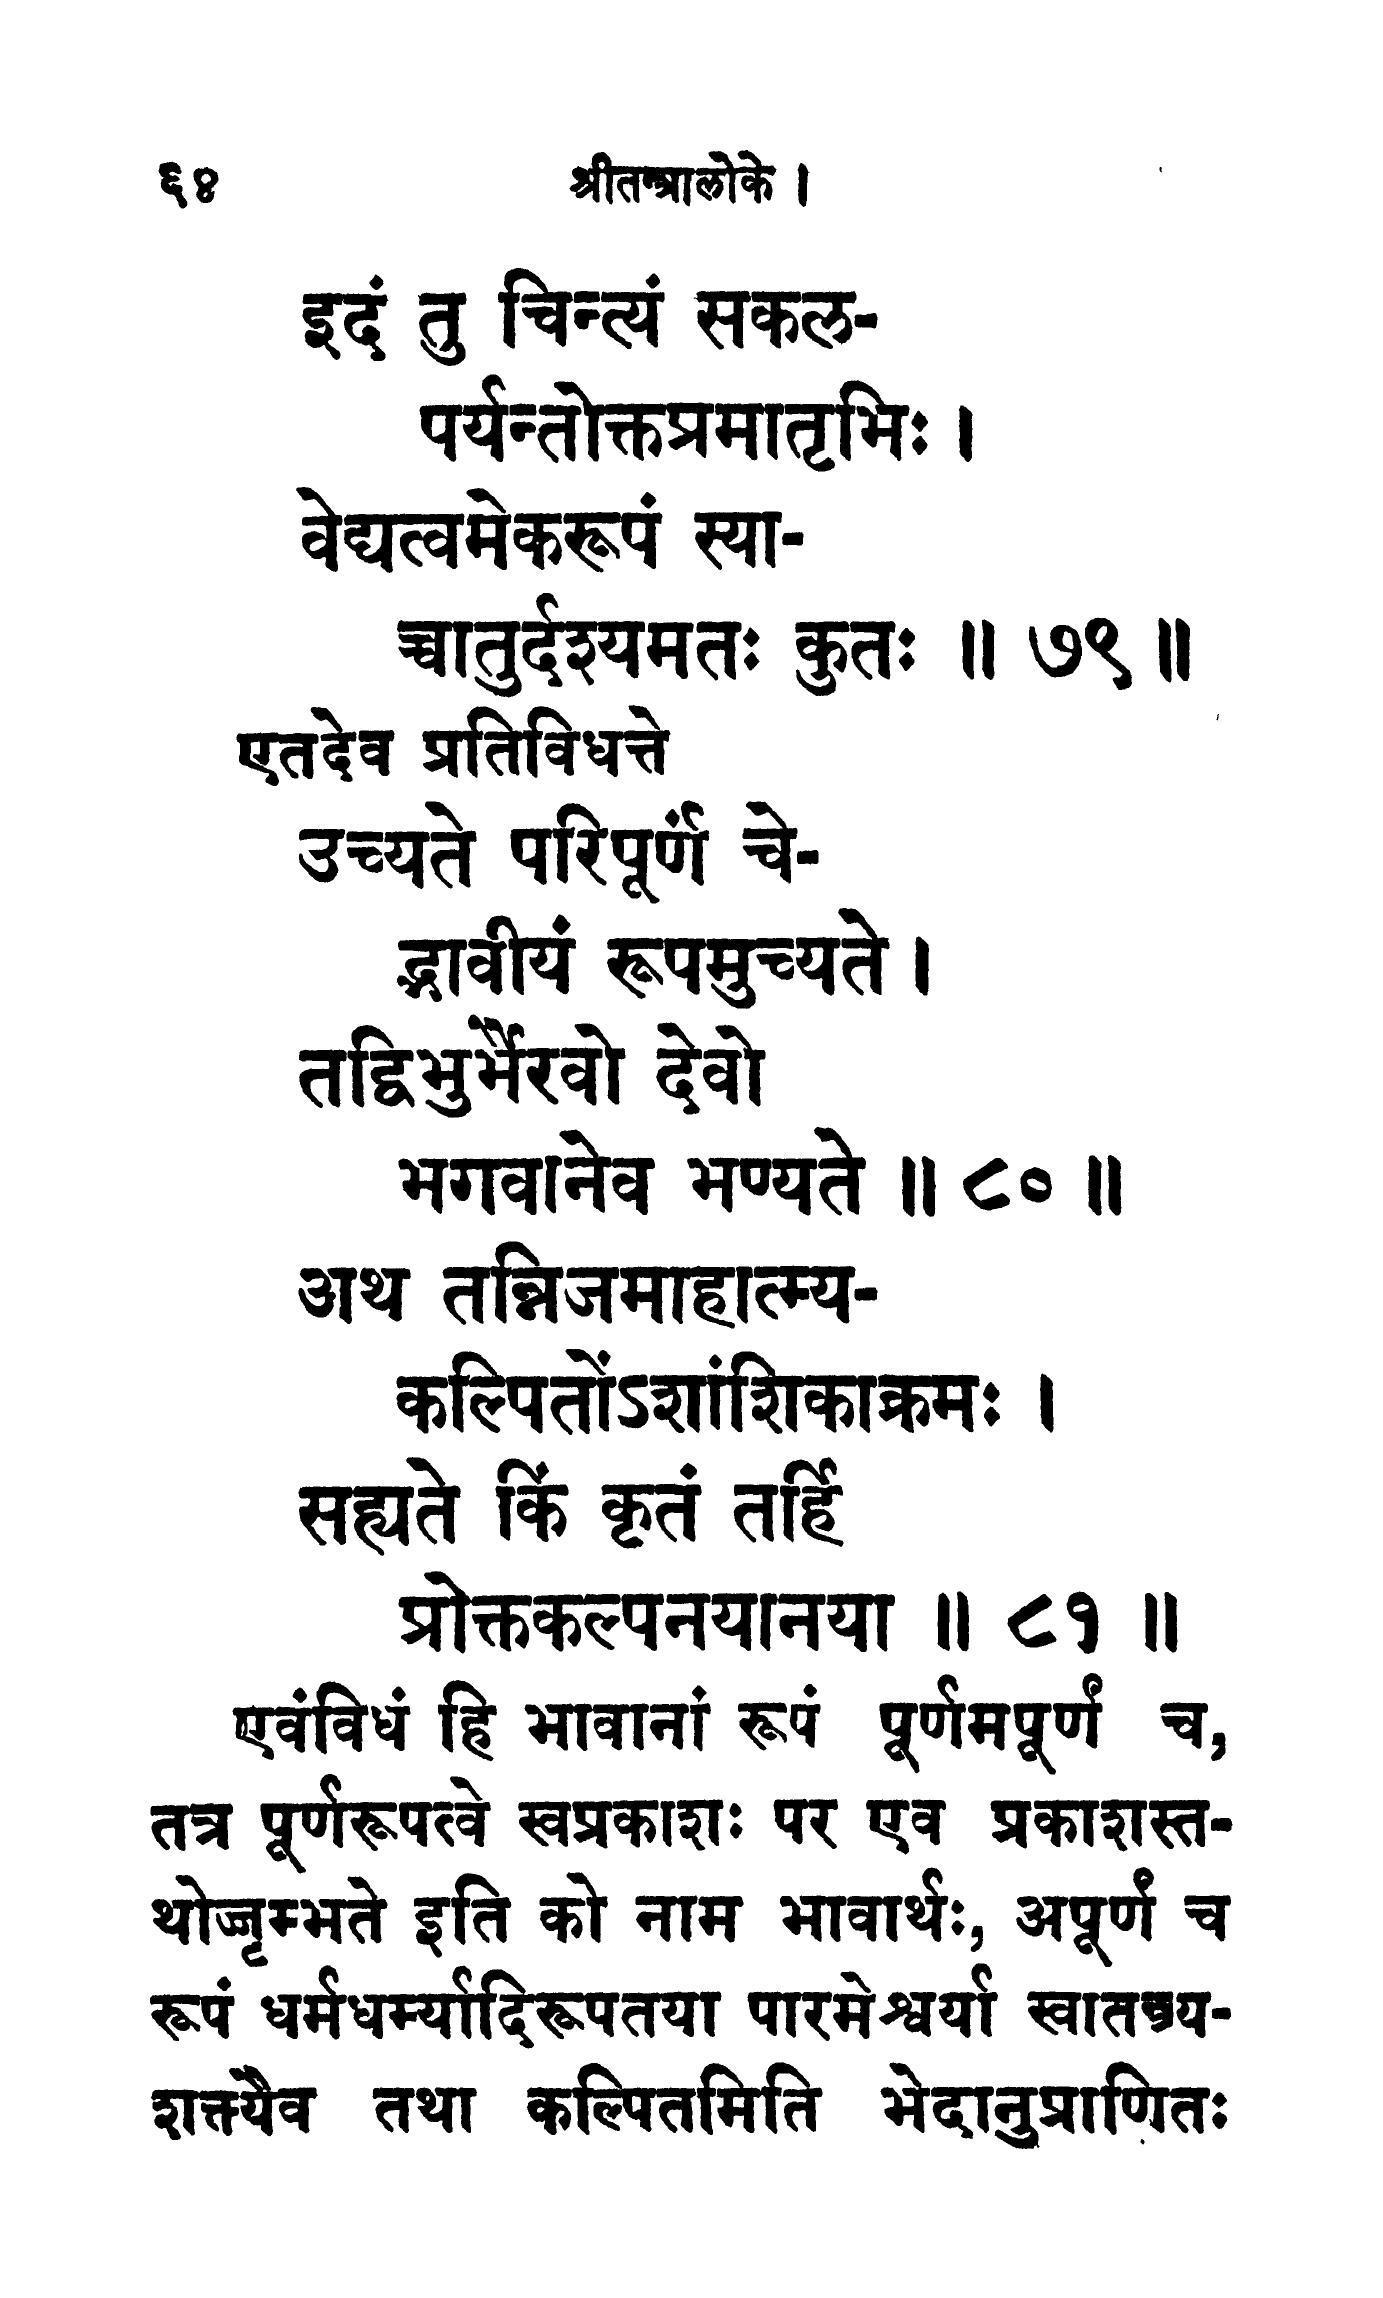 ६४ श्रीतन्त्रालोके ।
इदं तु चिन्त्यं सकल-
पर्यन्तोक्तप्रमातृभिः ।
वेद्यत्वमेकरूपं स्या-
च्चातुर्दश्यमतः कुतः ॥ ७९ ॥
एतदेव प्रतिविधत्ते
उच्यते परिपूर्णं चे-
द्भावीयं रूपमुच्यते ।
तद्विभुर्भैरवो देवो
भगवानेव भण्यते ॥ ८० ॥
अथ तन्निजमाहात्म्य-
कल्पितोंऽशांशिकाक्रमः ।
सह्यते किं कृतं तर्हि
प्रोक्तकल्पनयानया ॥ ८१ ॥
एवंविधं हि भावानां रूपं पूर्णमपूर्णं च,
तत्र पूर्णरूपत्वे स्वप्रकाशः पर एव प्रकाशस्त-
थोज्जृम्भते इति को नाम भावार्थः, अपूर्णं च
रूपं धर्मधर्म्यादिरूपतया पारमेश्वर्या स्वातन्त्र्य-
शक्त्यैव तथा कल्पितमिति भेदानुप्राणितः